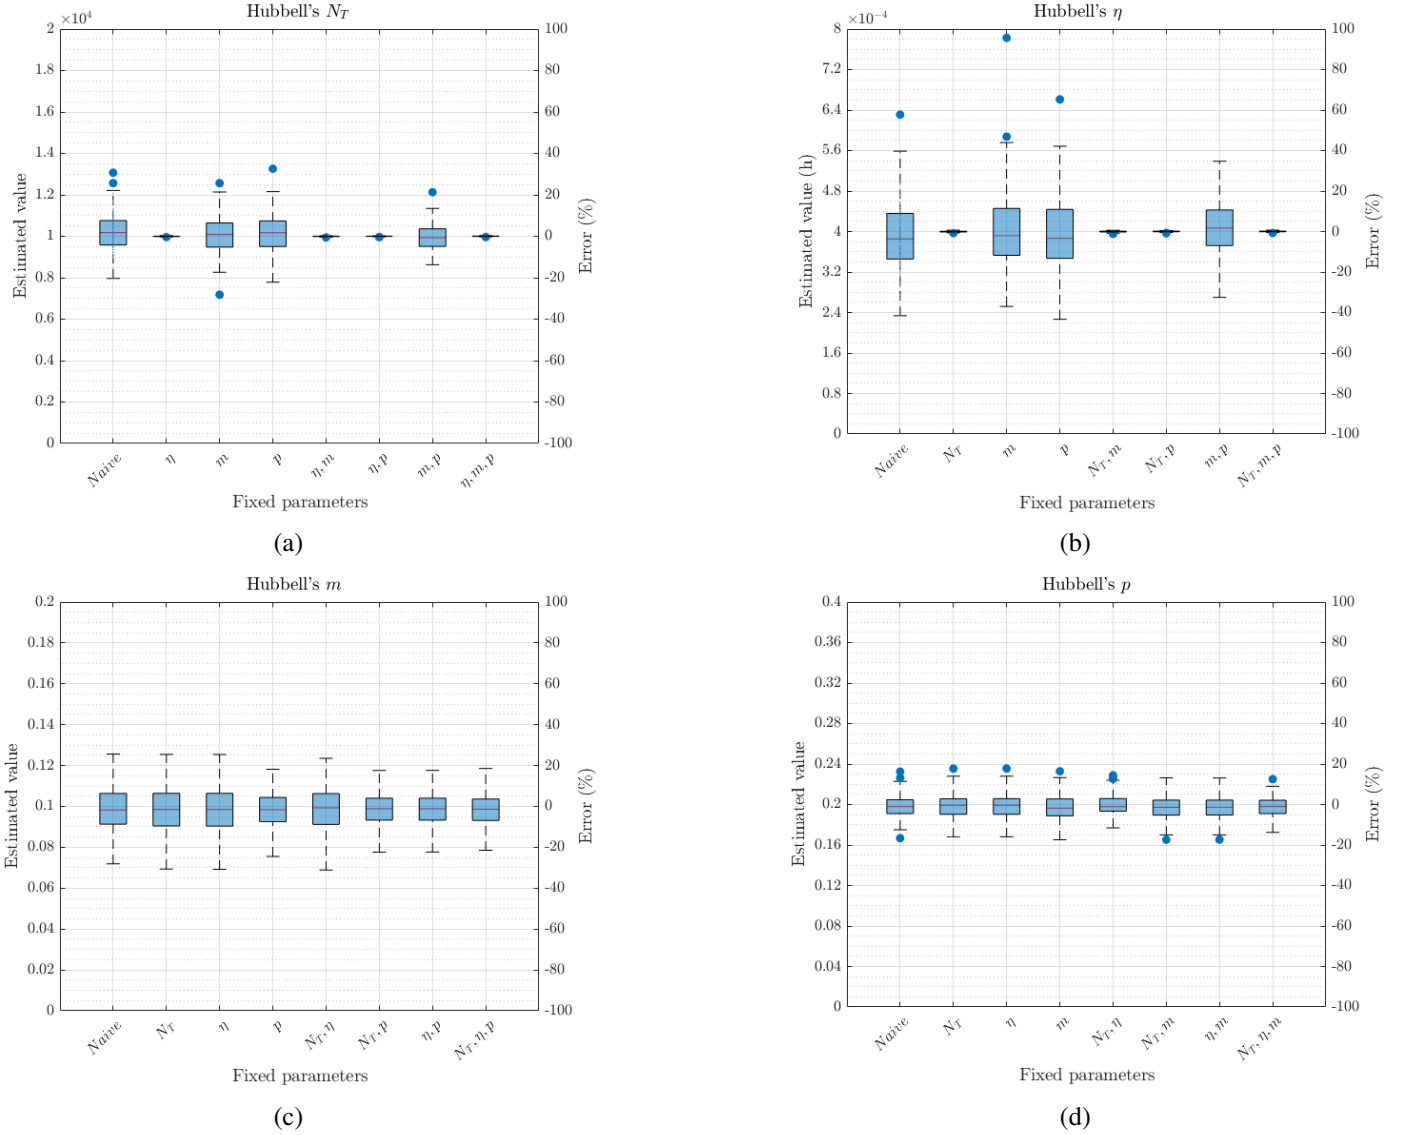 Hubbell's N_T
×10⁴
2
1.8
1.6
1.4
1.2
1
0.8
0.6
0.4
0.2
0
Estimated value
100
80
60
40
20
0
-20
-40
-60
-80
-100
Error (%)
Naive
N_T
η
m
p
η, m
η, p
m, p
η, m, p
Fixed parameters
(a)
Hubbell's η
×10⁻⁴
8
7.2
6.4
5.6
4.8
4
3.2
2.4
1.6
0.8
0
Estimated value (h)
100
80
60
40
20
0
-20
-40
-60
-80
-100
Error (%)
Naive
N_T
m
p
N_T, m
N_T, p
m, p
N_T, m, p
Fixed parameters
(b)
Hubbell's m
0.2
0.18
0.16
0.14
0.12
0.1
0.08
0.06
0.04
0.02
0
Estimated value
100
80
60
40
20
0
-20
-40
-60
-80
-100
Error (%)
Naive
N_T
η
p
N_T, η
N_T, p
η, p
N_T, η, p
Fixed parameters
(c)
Hubbell's p
0.4
0.36
0.32
0.28
0.24
0.2
0.16
0.12
0.08
0.04
0
Estimated value
100
80
60
40
20
0
-20
-40
-60
-80
-100
Error (%)
Naive
N_T
η
m
N_T, η
N_T, m
η, m
N_T, η, m
Fixed parameters
(d)